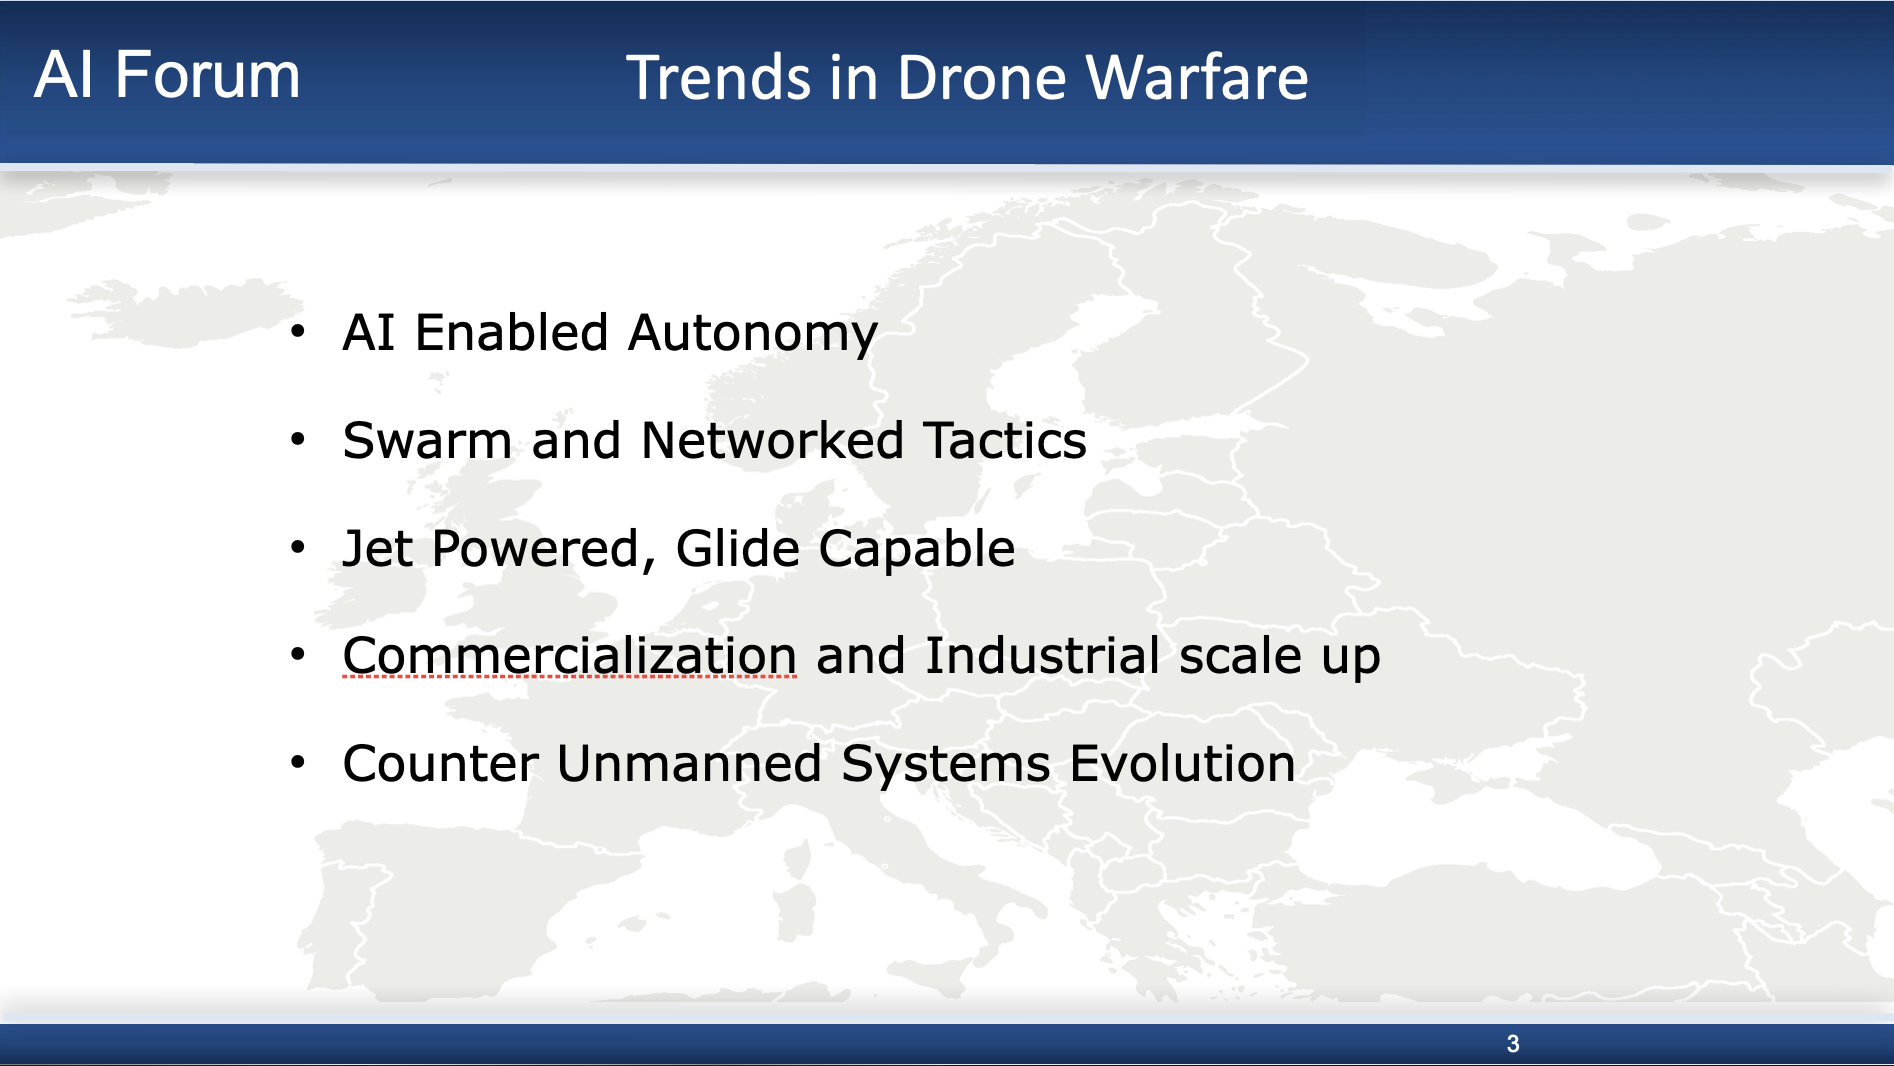 AI Forum
Trends in Drone Warfare
• AI Enabled Autonomy
• Swarm and Networked Tactics
• Jet Powered, Glide Capable
• Commercialization and Industrial scale up
• Counter Unmanned Systems Evolution
3